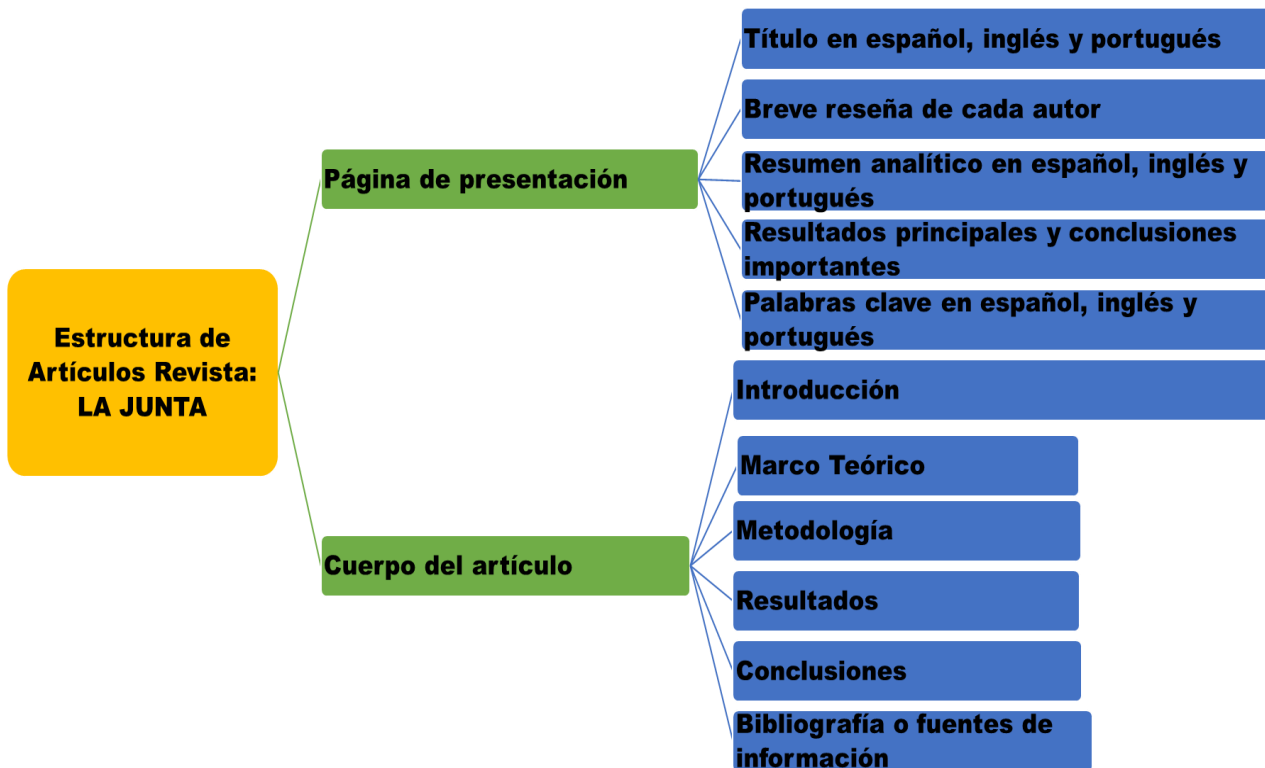 Estructura de
Artículos Revista:
LA JUNTA
Página de presentación
Título en español, inglés y portugués
Breve reseña de cada autor
Resumen analítico en español, inglés y
portugués
Resultados principales y conclusiones
importantes
Palabras clave en español, inglés y
portugués
Cuerpo del artículo
Introducción
Marco Teórico
Metodología
Resultados
Conclusiones
Bibliografía o fuentes de
información